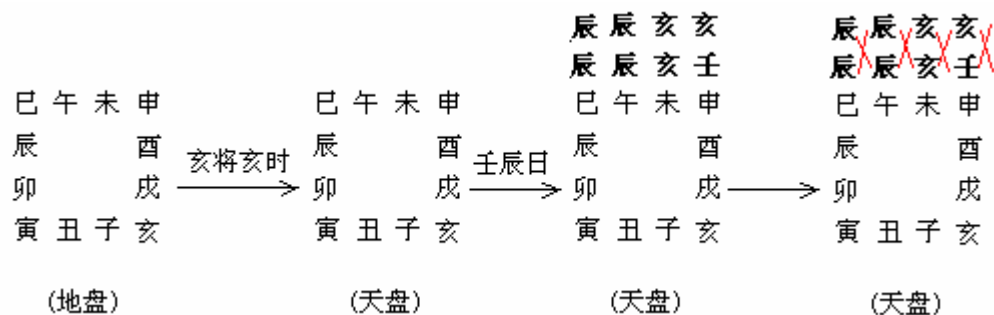 辰 辰 亥 亥 辰 辰 亥 亥
辰 辰 亥 壬 辰 辰 亥 壬
巳 午 未 申 巳 午 未 申 巳 午 未 申 巳 午 未 申
辰 酉 亥将亥时 辰 酉 壬辰日 辰 酉 辰 酉
卯 戌 卯 戌 卯 戌 卯 戌
寅 丑 子 亥 寅 丑 子 亥 寅 丑 子 亥 寅 丑 子 亥
(地盘) (天盘) (天盘) (天盘)